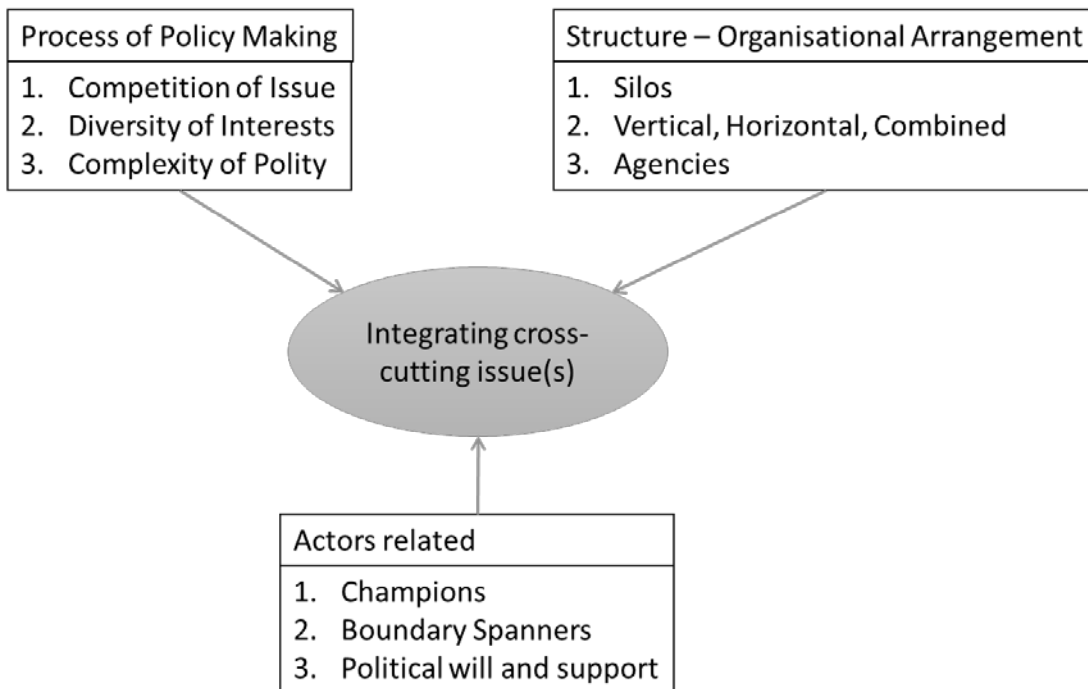 Process of Policy Making
1. Competition of Issue
2. Diversity of Interests
3. Complexity of Polity
Structure – Organisational Arrangement
1. Silos
2. Vertical, Horizontal, Combined
3. Agencies
Integrating cross-
cutting issue(s)
Actors related
1. Champions
2. Boundary Spanners
3. Political will and support